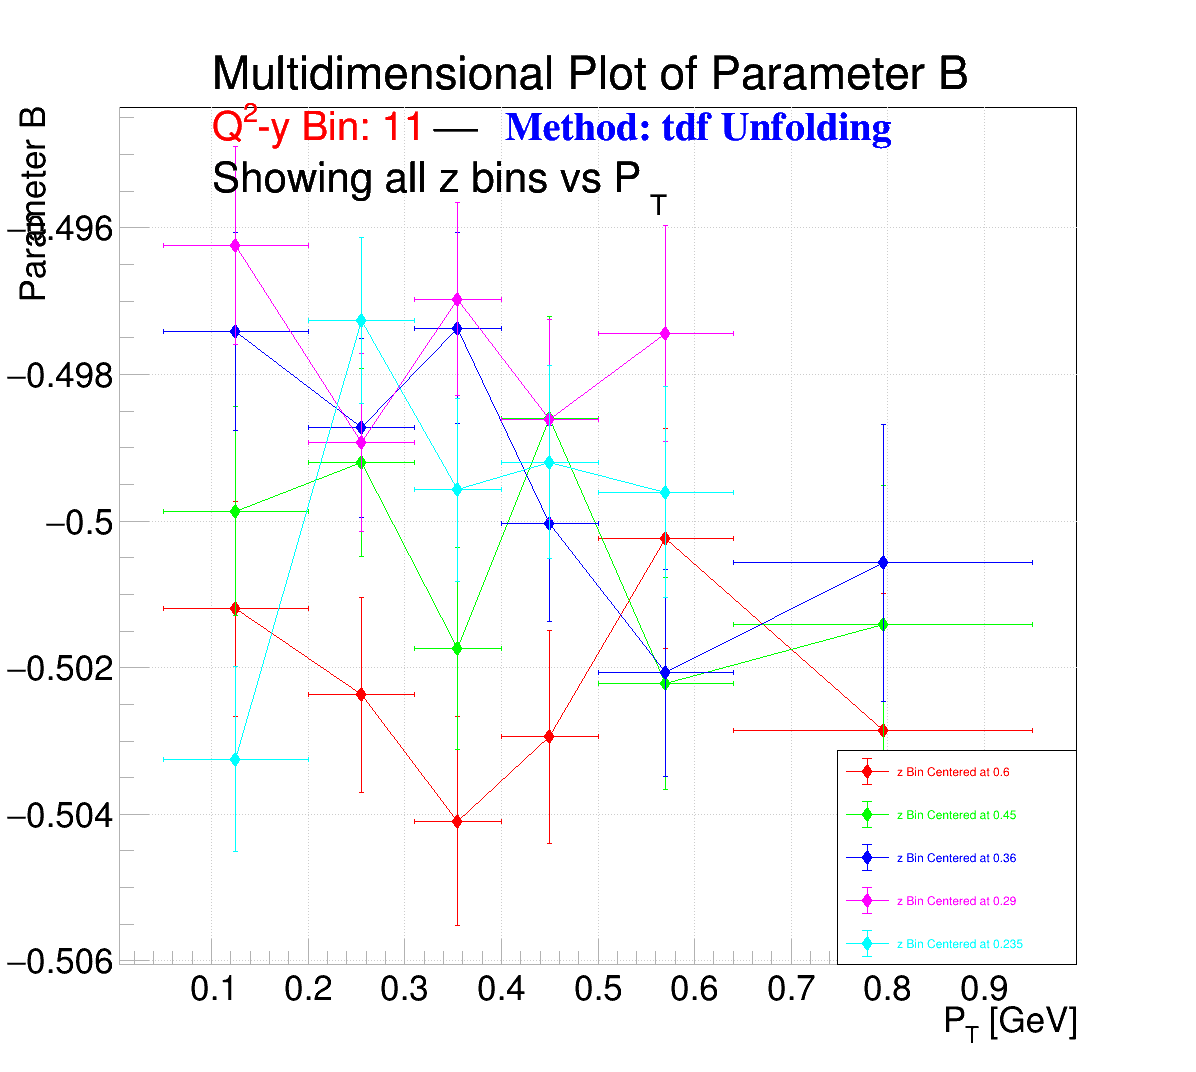 Multidimensional Plot of Parameter B
Q²-y Bin: 11 — Method: tdf Unfolding
Showing all z bins vs P_T
Parameter B
−0.496
−0.498
−0.5
−0.502
−0.504
−0.506
0.1 0.2 0.3 0.4 0.5 0.6 0.7 0.8 0.9
P_T [GeV]
z Bin Centered at 0.6
z Bin Centered at 0.45
z Bin Centered at 0.36
z Bin Centered at 0.29
z Bin Centered at 0.235